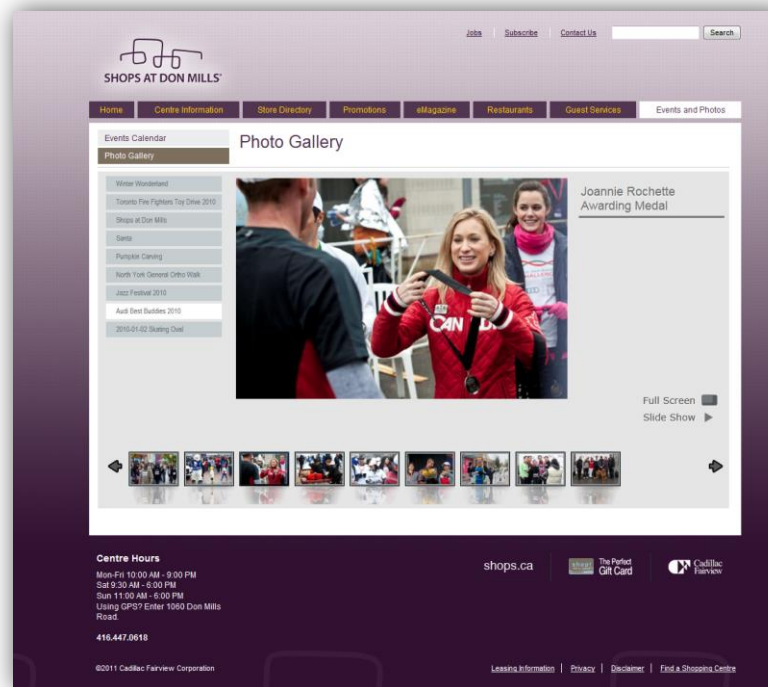 Jobs
Subscribe
Contact Us
Search
SHOPS AT DON MILLS
Home
Centre Information
Store Directory
Promotions
eMagazine
Restaurants
Guest Services
Events and Photos
Events Calendar
Photo Gallery
Photo Gallery
Winter Wonderland
Toronto Fire Fighters Toy Drive 2010
Shops at Don Mills
Santa
Pumpkin Carving
North York General Ortho Walk
Jazz Festival 2010
Audi Best Buddies 2010
2010-01-02 Skating Oval
Joannie Rochette
Awarding Medal
Full Screen
Slide Show
Centre Hours
Mon-Fri 10:00 AM - 9:00 PM
Sat 9:30 AM - 6:00 PM
Sun 11:00 AM - 6:00 PM
Using GPS? Enter 1060 Don Mills
Road.
416.447.0618
shops.ca
shop!
The Perfect
Gift Card
Cadillac
Fairview
©2011 Cadillac Fairview Corporation
Leasing Information
Privacy
Disclaimer
Find a Shopping Centre